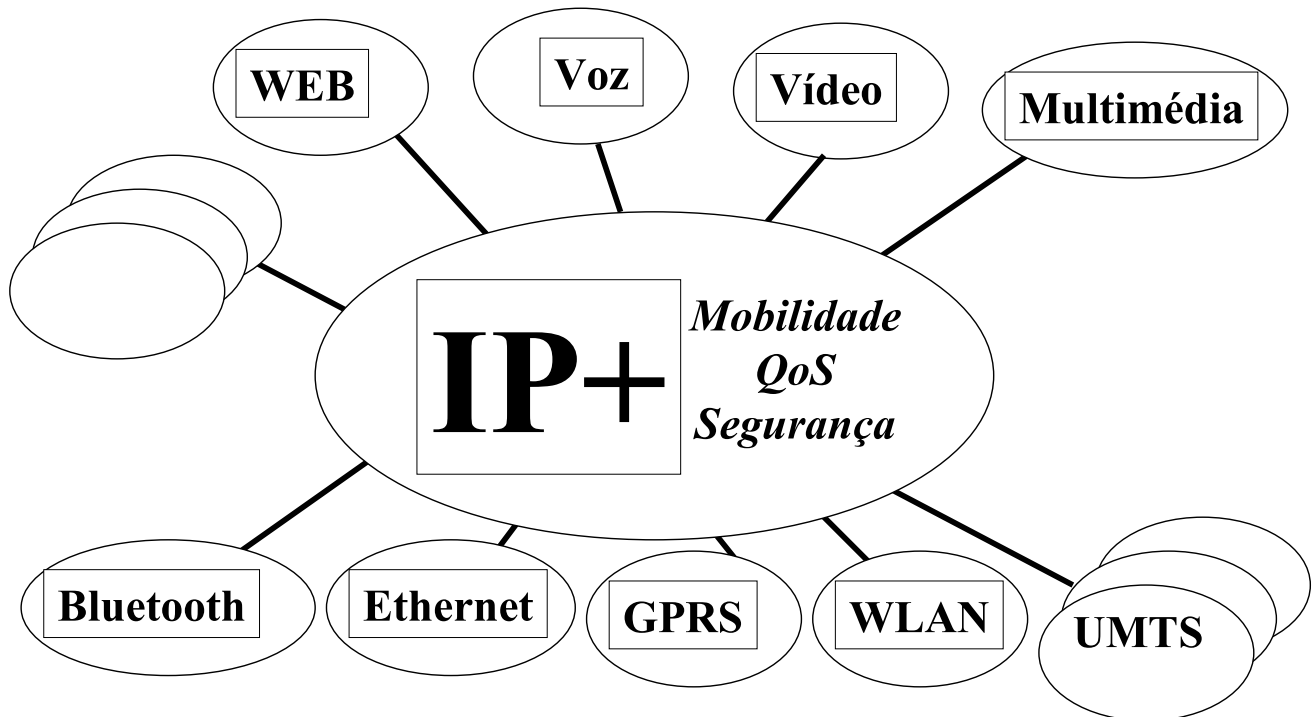 WEB
Voz
Vídeo
Multimédia
IP+
Mobilidade
QoS
Segurança
Bluetooth
Ethernet
GPRS
WLAN
UMTS